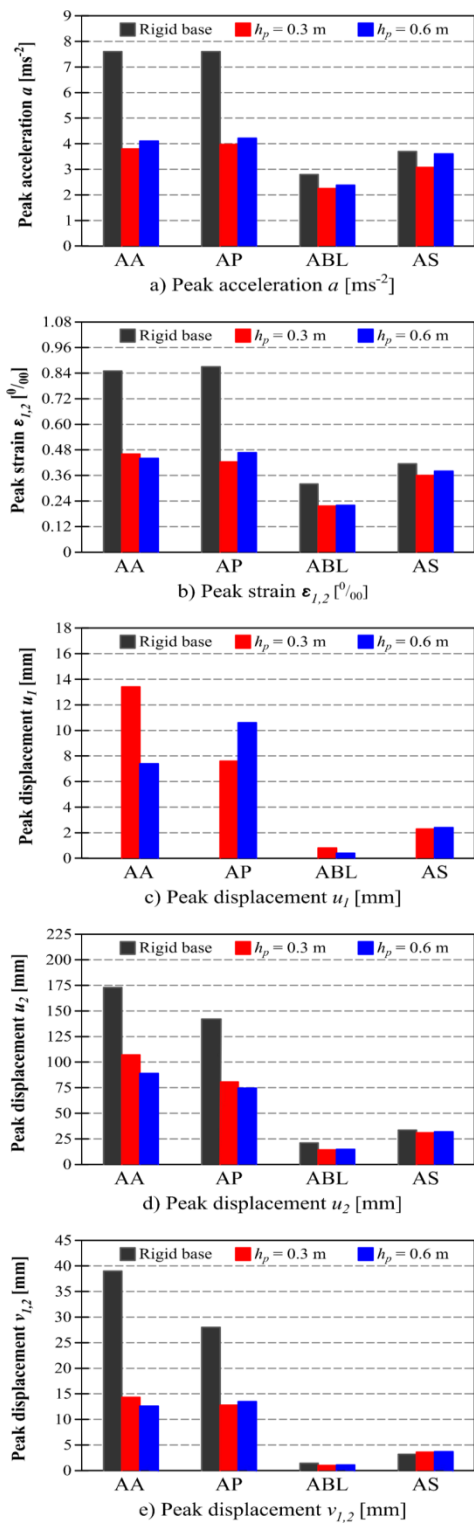 Rigid base hp = 0.3 m hp = 0.6 m
Peak acceleration a [ms-2]
9
8
7
6
5
4
3
2
1
0
AA AP ABL AS
a) Peak acceleration a [ms-2]
Rigid base hp = 0.3 m hp = 0.6 m
Peak strain ε1,2 [0/00]
1.08
0.96
0.84
0.72
0.60
0.48
0.36
0.24
0.12
0
AA AP ABL AS
b) Peak strain ε1,2 [0/00]
Rigid base hp = 0.3 m hp = 0.6 m
Peak displacement u1 [mm]
18
16
14
12
10
8
6
4
2
0
AA AP ABL AS
c) Peak displacement u1 [mm]
Rigid base hp = 0.3 m hp = 0.6 m
Peak displacement u2 [mm]
225
200
175
150
125
100
75
50
25
0
AA AP ABL AS
d) Peak displacement u2 [mm]
Rigid base hp = 0.3 m hp = 0.6 m
Peak displacement v1,2 [mm]
45
40
35
30
25
20
15
10
5
0
AA AP ABL AS
e) Peak displacement v1,2 [mm]